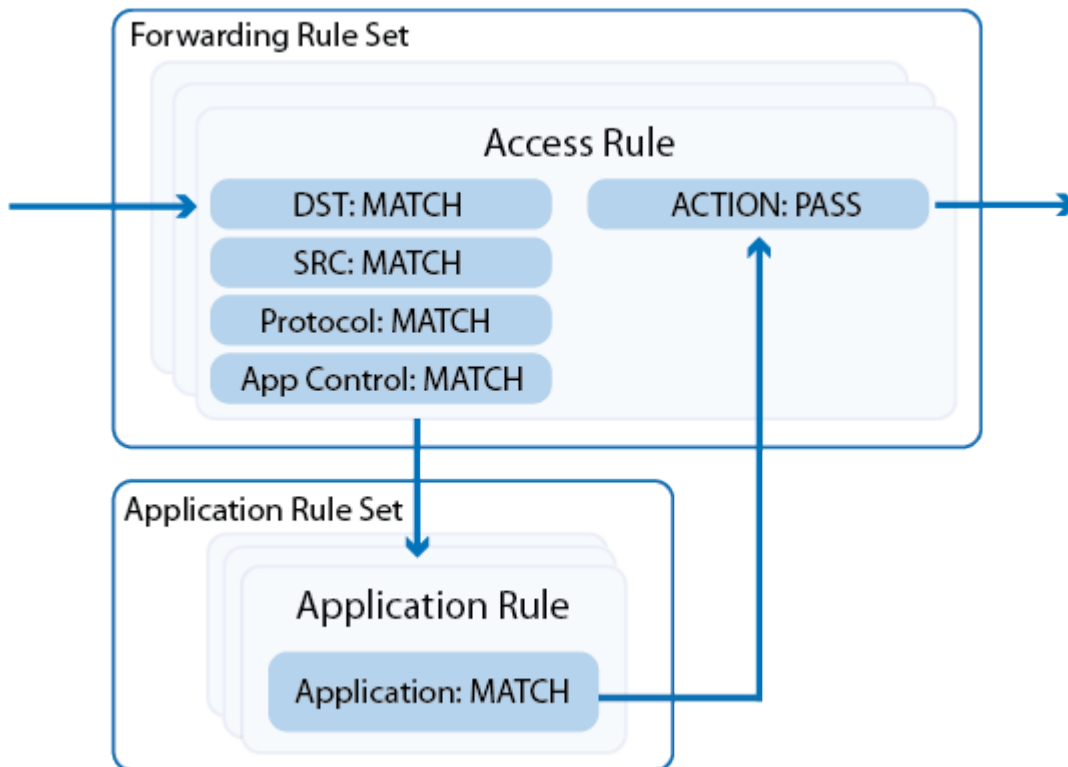 Forwarding Rule Set
Access Rule
DST: MATCH
ACTION: PASS
SRC: MATCH
Protocol: MATCH
App Control: MATCH
Application Rule Set
Application Rule
Application: MATCH